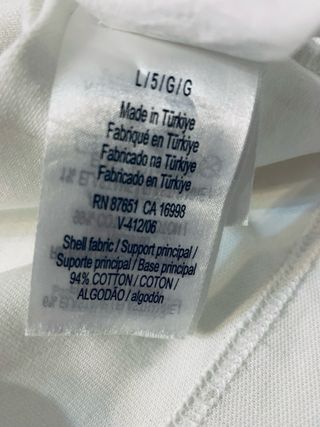 L/5/G/G
Made in Türkiye
Fabriqué en Türkiye
Fabricado na Türkiye
Fabricado en Türkiye
RN 87651 CA 16998
V-412/06
Shell fabric / Support principal /
Suporte principal / Base principal
94% COTTON / COTON /
ALGODÃO / algodón